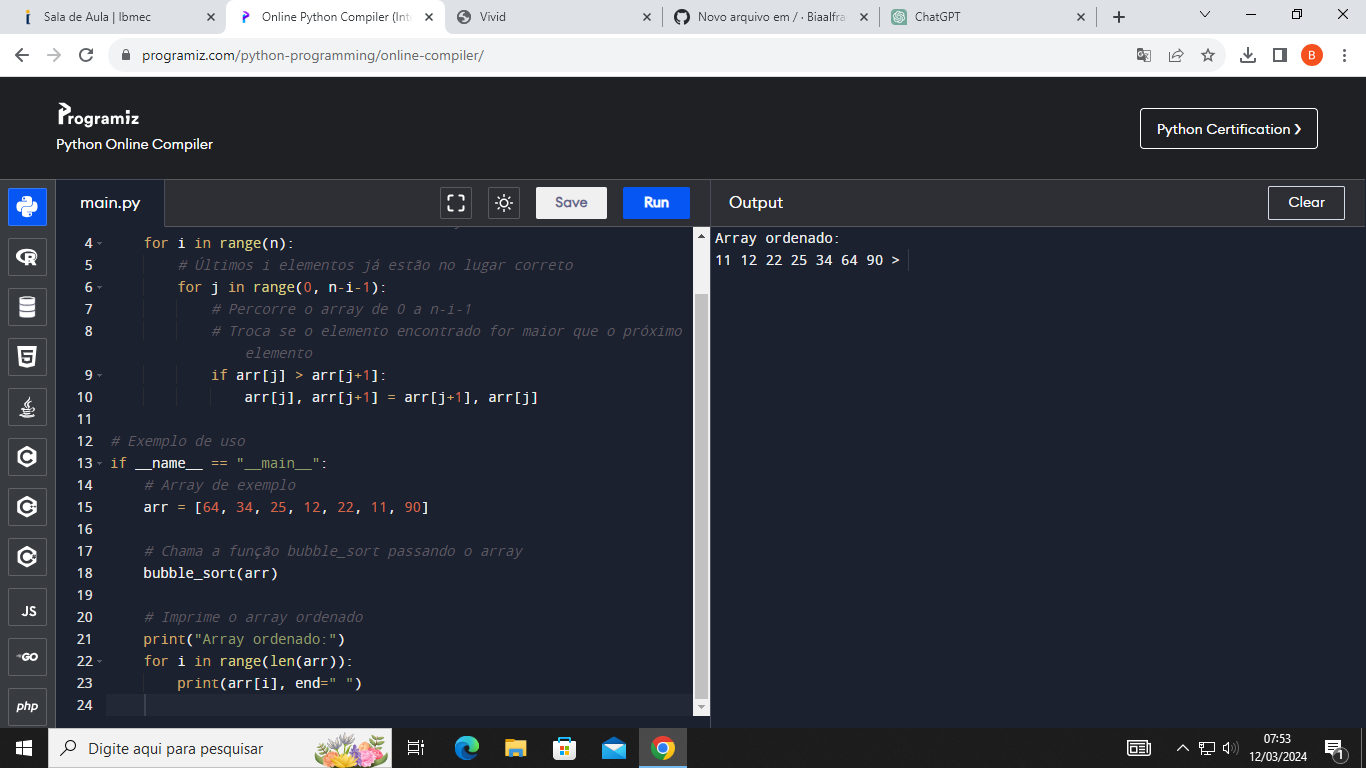 Sala de Aula | Ibmec
Online Python Compiler (Inte
Vivid
Novo arquivo em / · Biaalfra
ChatGPT
programiz.com/python-programming/online-compiler/
B
Programiz
Python Online Compiler
Python Certification ❯
main.py
Save
Run
Output
Clear
4 for i in range(n):
5 # Últimos i elementos já estão no lugar correto
6 for j in range(0, n-i-1):
7 # Percorre o array de 0 a n-i-1
8 # Troca se o elemento encontrado for maior que o próximo
elemento
9 if arr[j] > arr[j+1]:
10 arr[j], arr[j+1] = arr[j+1], arr[j]
11
12 # Exemplo de uso
13 if __name__ == "__main__":
14 # Array de exemplo
15 arr = [64, 34, 25, 12, 22, 11, 90]
16
17 # Chama a função bubble_sort passando o array
18 bubble_sort(arr)
19
20 # Imprime o array ordenado
21 print("Array ordenado:")
22 for i in range(len(arr)):
23 print(arr[i], end=" ")
24
Array ordenado:
11 12 22 25 34 64 90 >
JS
GO
php
Digite aqui para pesquisar
07:53
12/03/2024
1